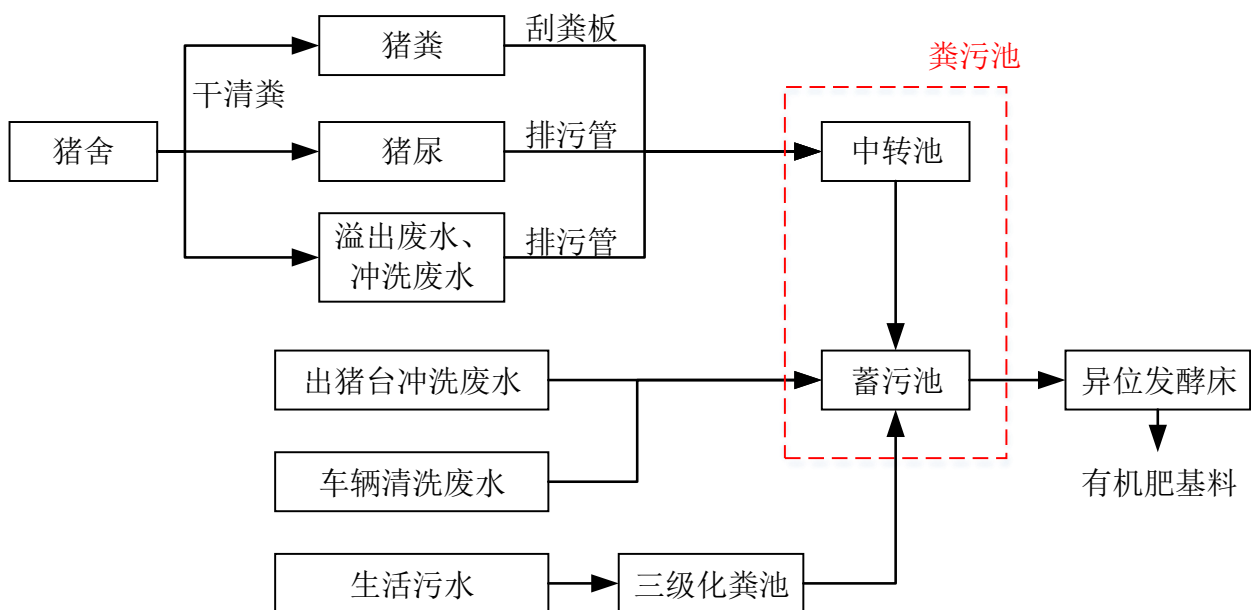 猪粪
刮粪板
粪污池
干清粪
猪舍
猪尿
排污管
中转池
溢出废水、
冲洗废水
排污管
出猪台冲洗废水
蓄污池
异位发酵床
车辆清洗废水
有机肥基料
生活污水
三级化粪池